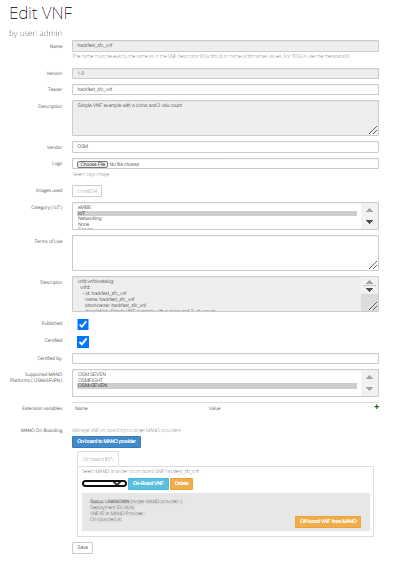 Edit VNF
by user: admin
Name hackfest_sfc_vnf
The name must be exactly the same as in the VNF descriptor ID (vnfd:id) or name (vnfd:name) values. For TOSCA use the metadata:ID.
Version 1.0
Teaser hackfest_sfc_vnf
Description Simple VNF example with a cirros and 2 vdu count
Vendor OSM
Logo Choose File No file chosen
Select logo image
Images used
Category ( IoT ) eMBB
IoT
Networking
None
Service
Terms of Use
Descriptor vnfd:vnfd-catalog:
vnfd:
- id: hackfest_sfc_vnf
name: hackfest_sfc_vnf
short-name: hackfest_sfc_vnf
description: Simple VNF example with a cirros and 2 vdu count
Published
Certified
Certified by:
Supported MANO Platforms ( OSMvSEVEN ) OSM SEVEN
OSMEIGHT
OSMvSEVEN
Extension variables Name Value +
MANO On Boarding Manage VNF on boarding to target MANO providers
On-board to MANO provider
On board ID:5
Select MANO provider to on-board VNF hackfest_sfc_vnf
On-Board VNF Delete
Status: UNKNOWN (target MANO provider: )
Deployment ID (N/A)
VNF ID at MANO Provider: -
On-boarded at:
Off-board VNF from MANO
Save